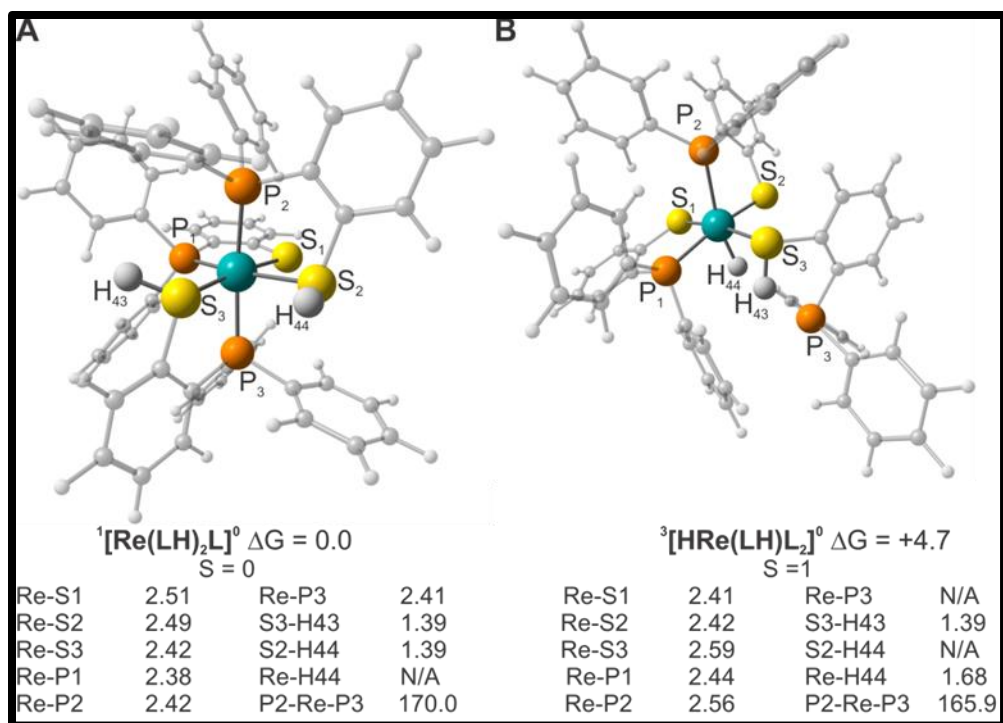 A
B
P2
P2
S2
P1
S1
S1
S2
S3
H43
S3
H44
H44
H43
P1
P3
P3
¹[Re(LH)₂L]⁰ ΔG = 0.0
S = 0
Re-S1 2.51 Re-P3 2.41
Re-S2 2.49 S3-H43 1.39
Re-S3 2.42 S2-H44 1.39
Re-P1 2.38 Re-H44 N/A
Re-P2 2.42 P2-Re-P3 170.0
³[HRe(LH)L₂]⁰ ΔG = +4.7
S =1
Re-S1 2.41 Re-P3 N/A
Re-S2 2.42 S3-H43 1.39
Re-S3 2.59 S2-H44 N/A
Re-P1 2.44 Re-H44 1.68
Re-P2 2.56 P2-Re-P3 165.9